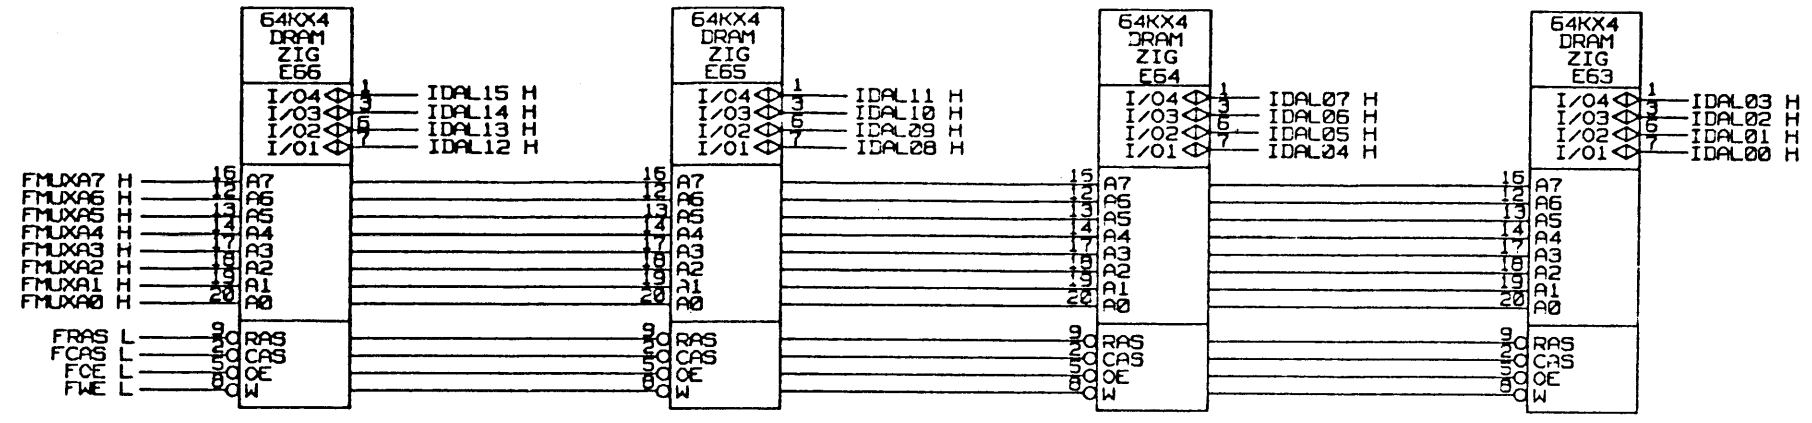 64KX4
DRAM
ZIG
E66
I/O4 1 IDAL15 H
I/O3 3 IDAL14 H
I/O2 6 IDAL13 H
I/O1 7 IDAL12 H
FMUXA7 H 16 A7
FMUXA6 H 12 A6
FMUXA5 H 13 A5
FMUXA4 H 14 A4
FMUXA3 H 17 A3
FMUXA2 H 18 A2
FMUXA1 H 19 A1
FMUXA0 H 20 A0
FRAS L 9 RAS
FCAS L 2 CAS
FOE L 5 OE
FWE L 8 W
64KX4
DRAM
ZIG
E65
I/O4 1 IDAL11 H
I/O3 3 IDAL10 H
I/O2 6 IDAL09 H
I/O1 7 IDAL08 H
16 A7
12 A6
13 A5
14 A4
17 A3
18 A2
19 A1
20 A0
9 RAS
2 CAS
5 OE
8 W
64KX4
DRAM
ZIG
E64
I/O4 1 IDAL07 H
I/O3 3 IDAL06 H
I/O2 6 IDAL05 H
I/O1 7 IDAL04 H
16 A7
12 A6
13 A5
14 A4
17 A3
18 A2
19 A1
20 A0
9 RAS
2 CAS
5 OE
8 W
64KX4
DRAM
ZIG
E63
I/O4 1 IDAL03 H
I/O3 3 IDAL02 H
I/O2 6 IDAL01 H
I/O1 7 IDAL00 H
16 A7
12 A6
13 A5
14 A4
17 A3
18 A2
19 A1
20 A0
9 RAS
2 CAS
5 OE
8 W